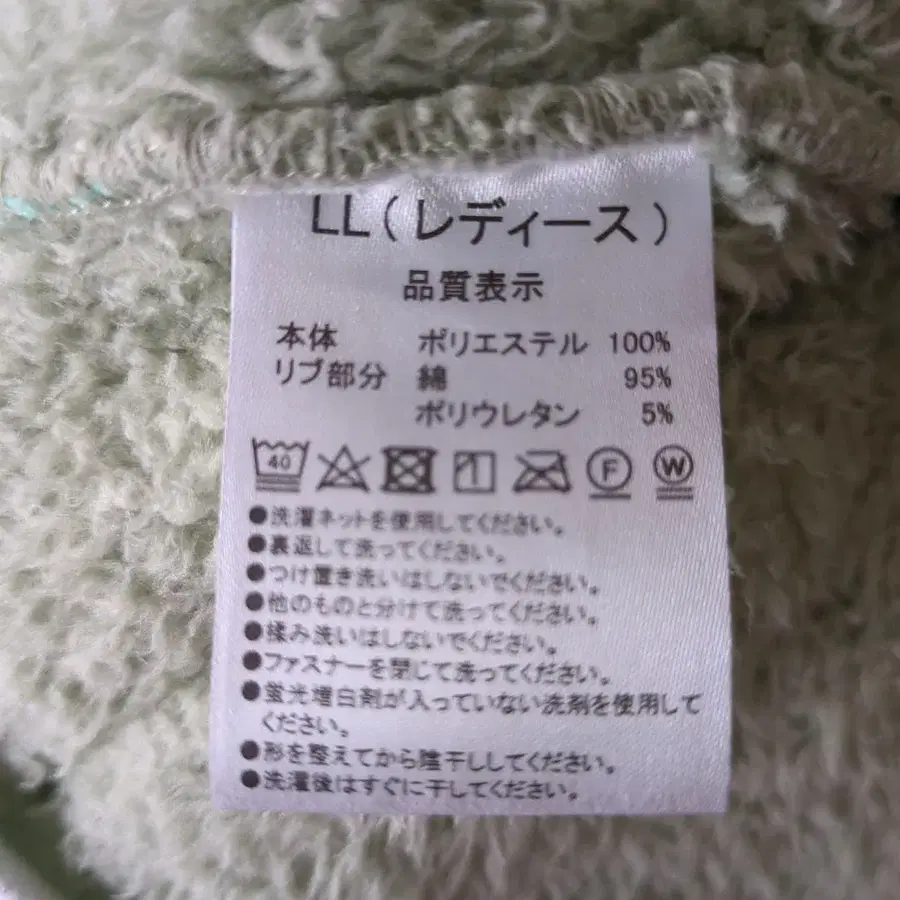 LL(レディース)
品質表示
本体 ポリエステル 100%
リブ部分 綿 95%
ポリウレタン 5%
40 F W
●洗濯ネットを使用してください。
●裏返して洗ってください。
●つけ置き洗いはしないでください。
●他のものと分けて洗ってください。
●揉み洗いはしないでください。
●ファスナーを閉じて洗ってください。
●蛍光増白剤が入っていない洗剤を使用して
ください。
●形を整えてから陰干ししてください。
●洗濯後はすぐに干してください。